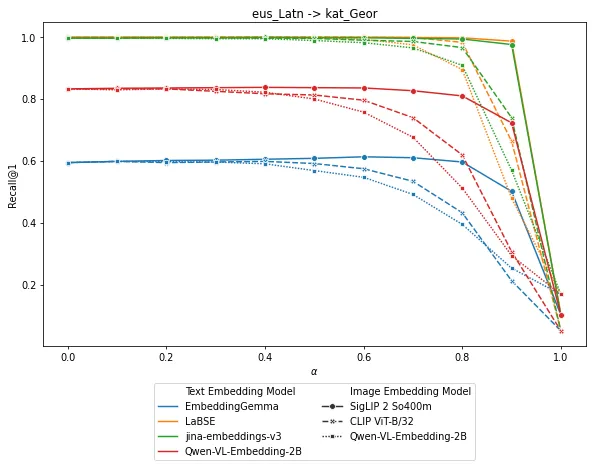 eus_Latn -> kat_Geor
Recall@1
1.0
0.8
0.6
0.4
0.2
0.0 0.2 0.4 0.6 0.8 1.0
α
Text Embedding Model
EmbeddingGemma
LaBSE
jina-embeddings-v3
Qwen-VL-Embedding-2B
Image Embedding Model
SigLIP 2 So400m
CLIP ViT-B/32
Qwen-VL-Embedding-2B